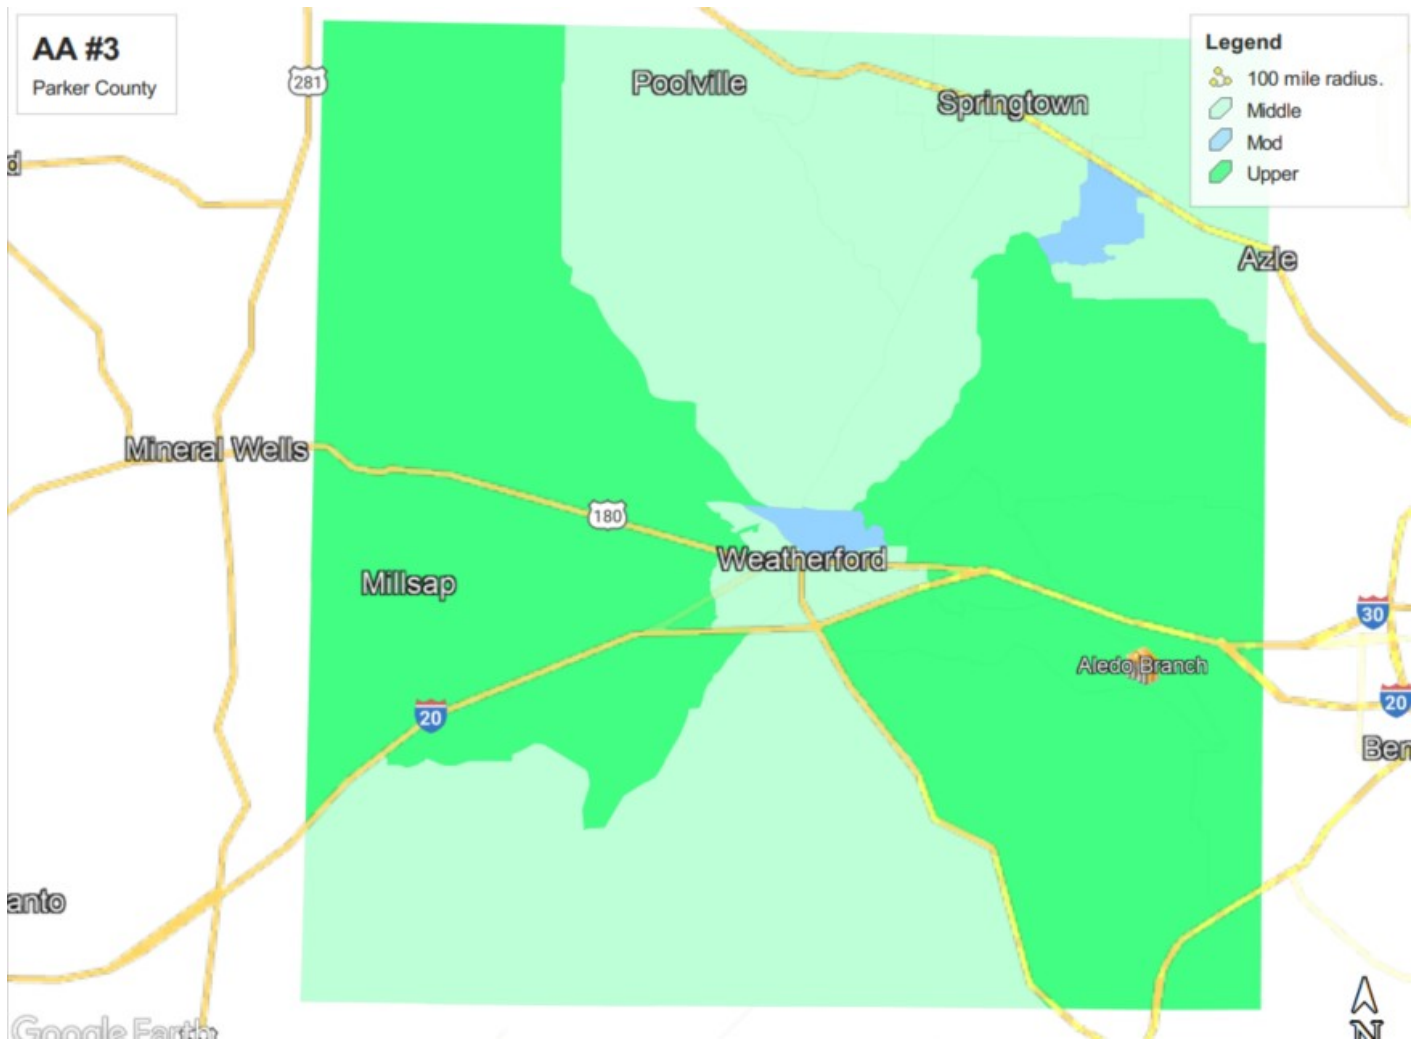 AA #3
Parker County
Legend
100 mile radius.
Middle
Mod
Upper
281
Poolville
Springtown
d
Azle
Mineral Wells
180
Weatherford
Millsap
30
Aledo Branch
20
20
Ben
anto
Google Earth
N